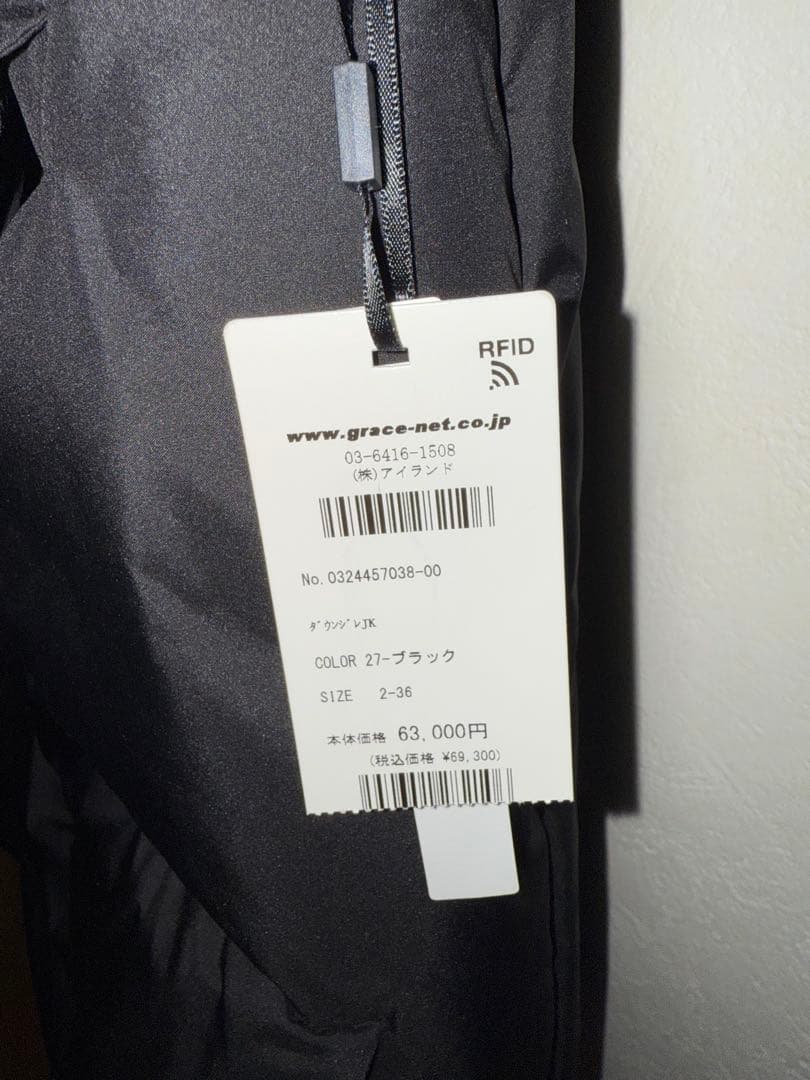 RFID
www.grace-net.co.jp
03-6416-1508
(株)アイランド
No.0324457038-00
ﾀﾞｳﾝｼﾞﾚJK
COLOR 27-ブラック
SIZE 2-36
本体価格 63,000円
(税込価格 ¥69,300)